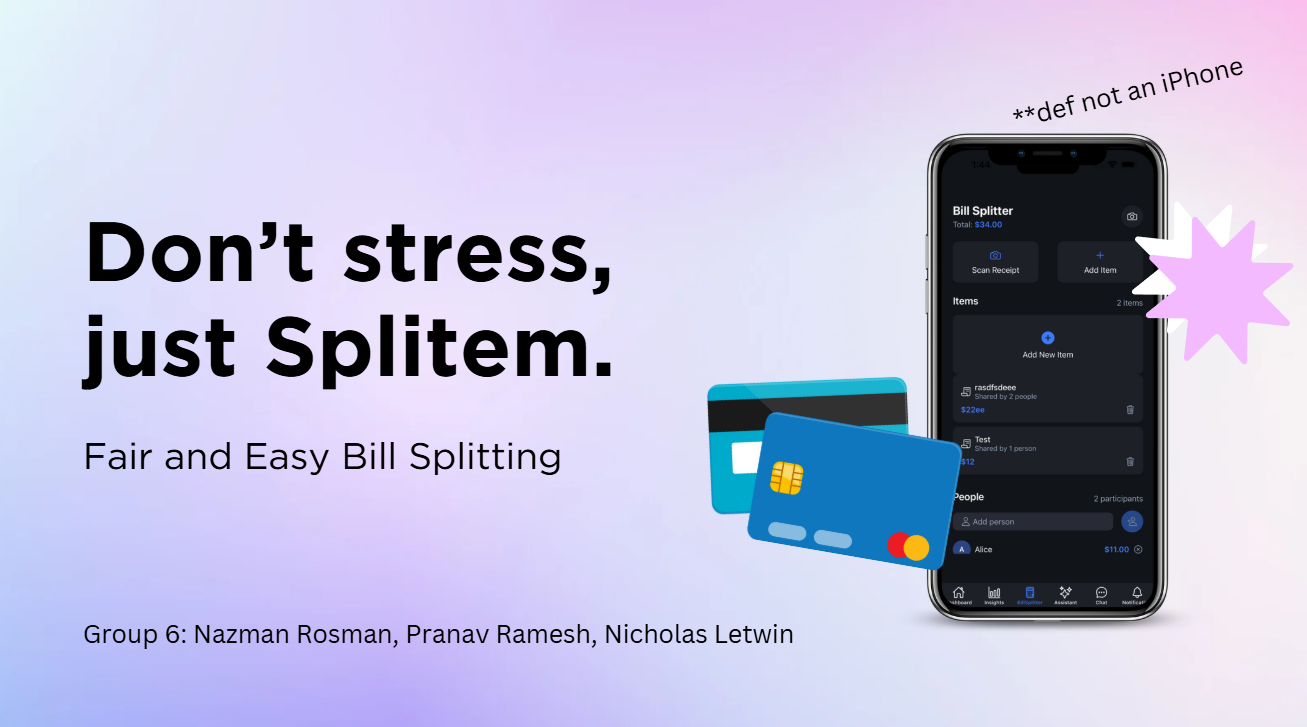 **def not an iPhone
Don't stress,
just Splitem.
Fair and Easy Bill Splitting
Group 6: Nazman Rosman, Pranav Ramesh, Nicholas Letwin
1:44
Bill Splitter
Total: $34.00
Scan Receipt
Add Item
Items
2 items
Add New Item
rasdfsdeee
Shared by 2 people
$22ee
Test
Shared by 1 person
$12
People
2 participants
Add person
A
Alice
$11.00
shboard
Insights
BillSplitter
Assistant
Chat
Notificati